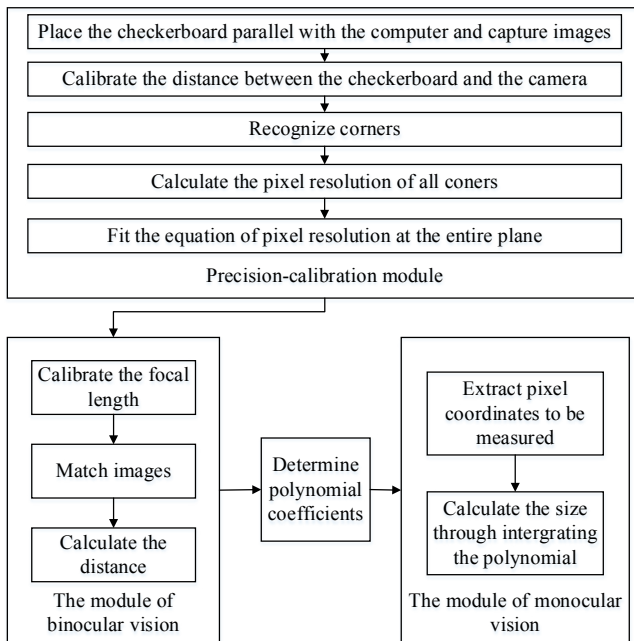 Place the checkerboard parallel with the computer and capture images
Calibrate the distance between the checkerboard and the camera
Recognize corners
Calculate the pixel resolution of all coners
Fit the equation of pixel resolution at the entire plane
Precision-calibration module
Calibrate the focal
length
Match images
Calculate the
distance
The module of
binocular vision
Determine
polynomial
coefficients
Extract pixel
coordinates to be
measured
Calculate the size
through intergrating
the polynomial
The module of monocular
vision